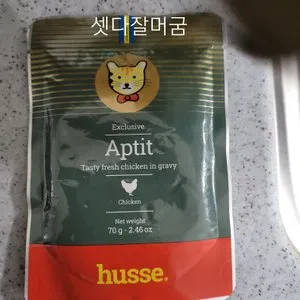 셋다잘머굼
Exclusive
Aptit
Tasty fresh chicken in gravy
Chicken
Net weight
70 g - 2.46 oz
husse.